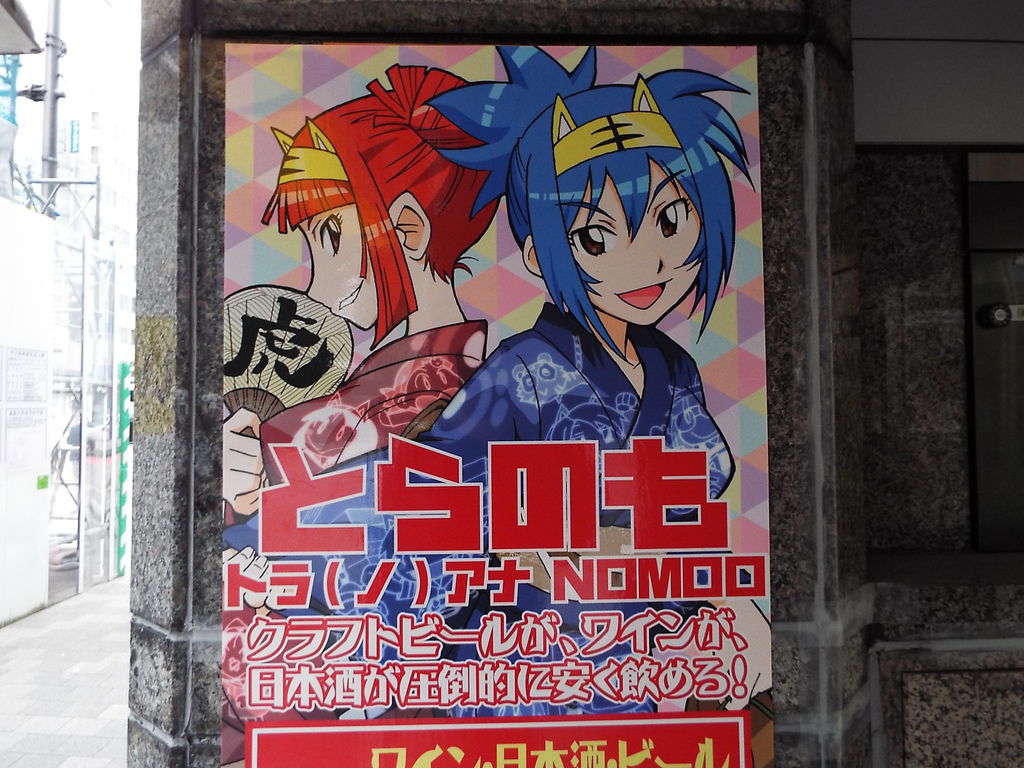 虎
とらのも
トラ(ノ)アナ NOMOO
クラフトビールが、ワインが、
日本酒が圧倒的に安く飲める!
ワイン・日本酒・ビール